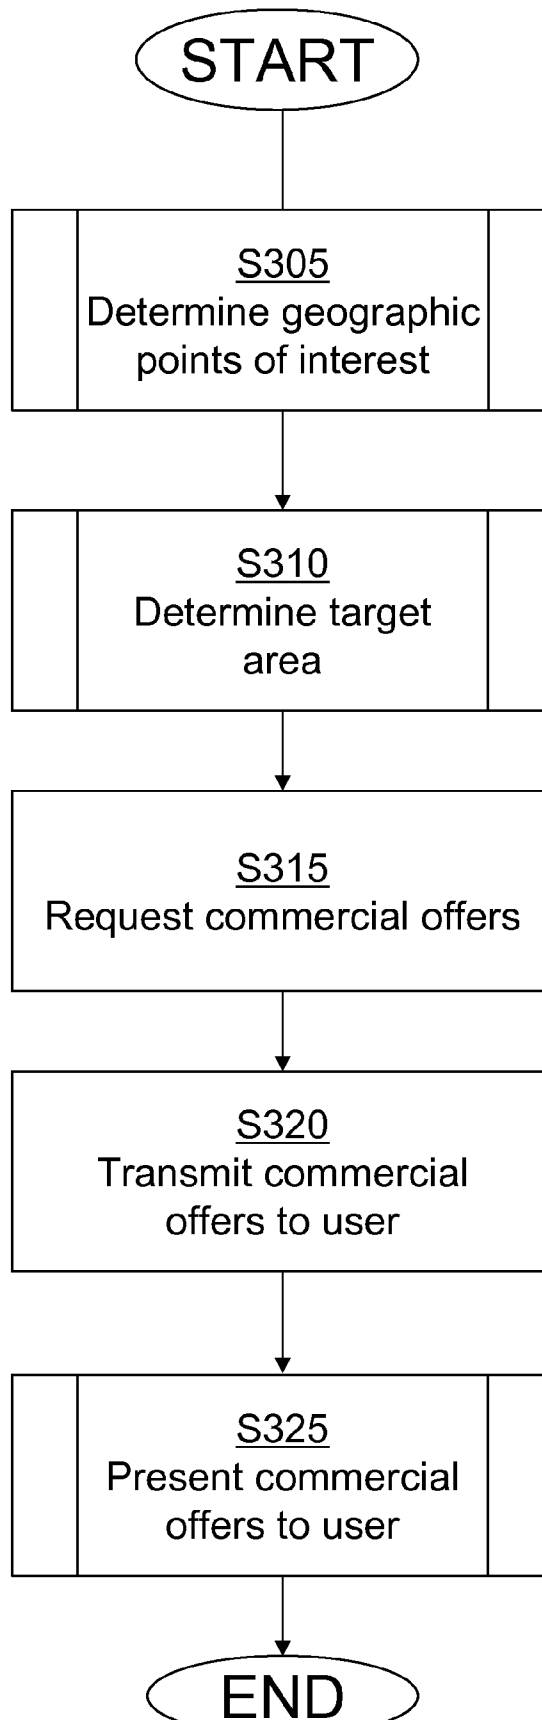 START
S305
Determine geographic
points of interest
S310
Determine target
area
S315
Request commercial offers
S320
Transmit commercial
offers to user
S325
Present commercial
offers to user
END